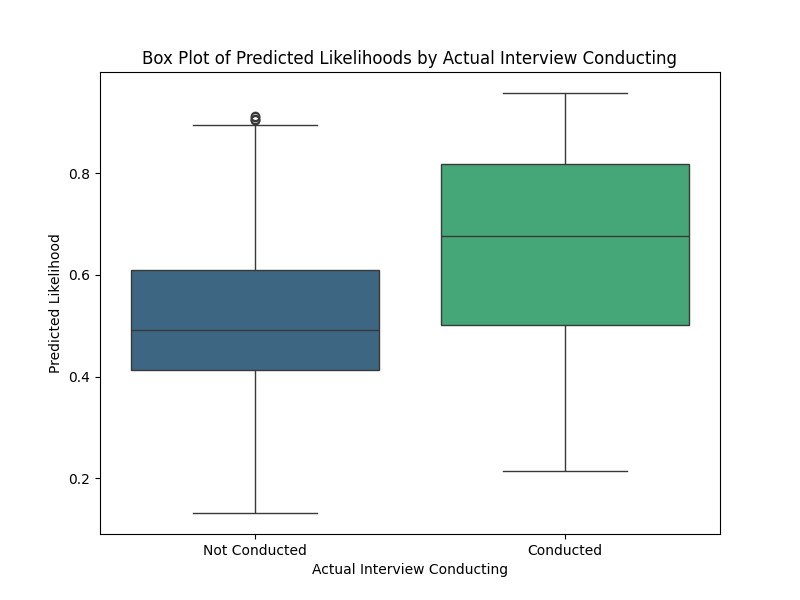 Box Plot of Predicted Likelihoods by Actual Interview Conducting
Predicted Likelihood
0.8
0.6
0.4
0.2
Not Conducted
Conducted
Actual Interview Conducting